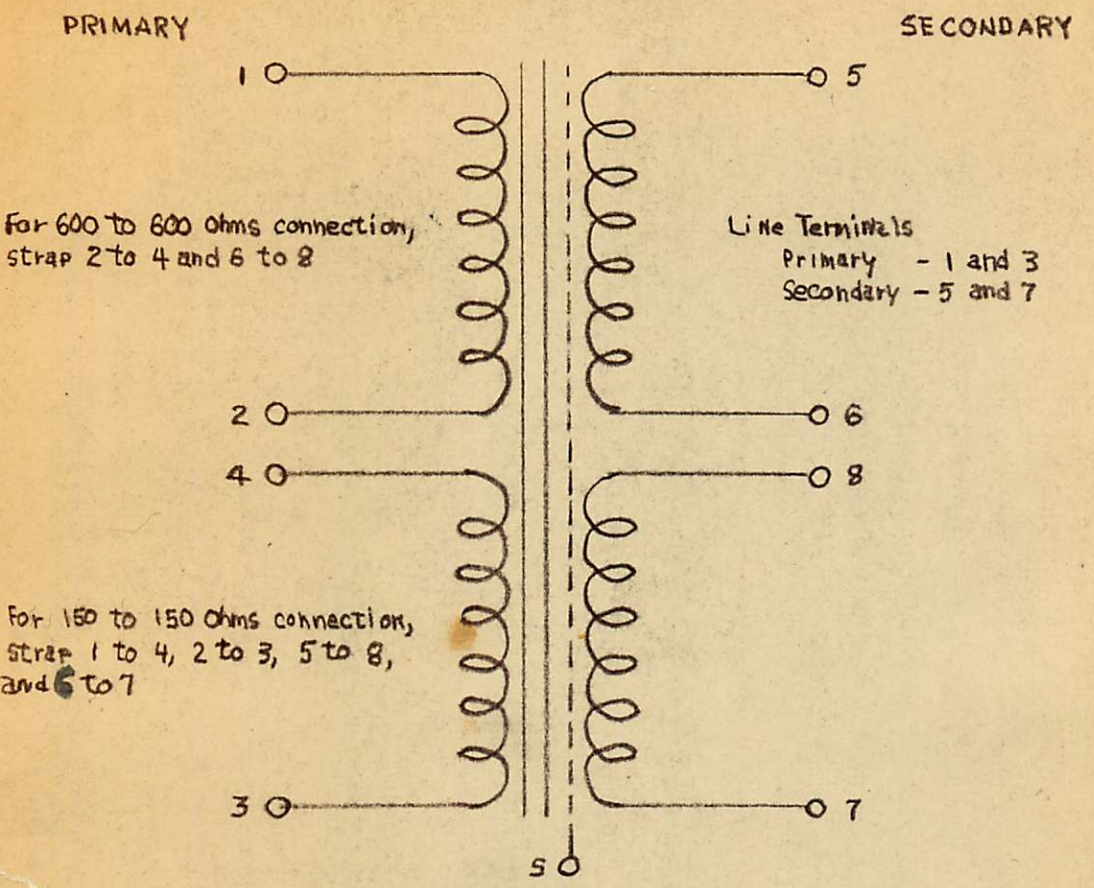 PRIMARY
SECONDARY
1
5
For 600 to 600 Ohms connection,
strap 2 to 4 and 6 to 8
Line Terminals
Primary - 1 and 3
Secondary - 5 and 7
2
6
4
8
For 150 to 150 Ohms connection,
strap 1 to 4, 2 to 3, 5 to 8,
and 6 to 7
3
7
S